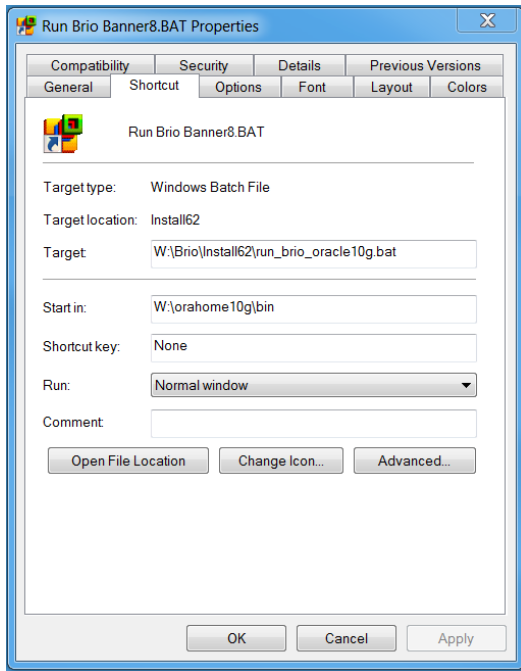 Run Brio Banner8.BAT Properties
Compatibility Security Details Previous Versions
General Shortcut Options Font Layout Colors
Run Brio Banner8.BAT
Target type: Windows Batch File
Target location: Install62
Target: W:\Brio\Install62\run_brio_oracle10g.bat
Start in: W:\orahome10g\bin
Shortcut key: None
Run: Normal window
Comment:
Open File Location Change Icon... Advanced...
OK Cancel Apply